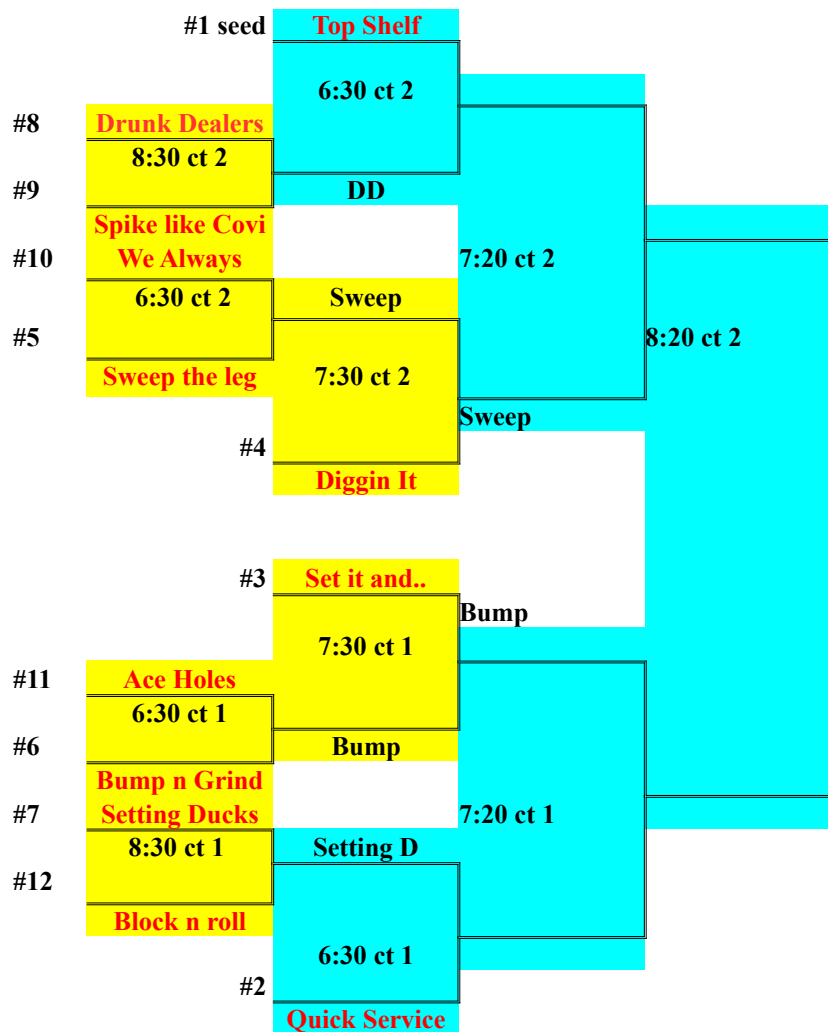 #1 seed Top Shelf
6:30 ct 2
#8 Drunk Dealers
8:30 ct 2
#9 DD
Spike like Covi
#10 We Always 7:20 ct 2
6:30 ct 2 Sweep
#5 8:20 ct 2
Sweep the leg 7:30 ct 2
Sweep
#4
Diggin It
#3 Set it and..
Bump
7:30 ct 1
#11 Ace Holes
6:30 ct 1
#6 Bump
Bump n Grind
#7 Setting Ducks 7:20 ct 1
8:30 ct 1 Setting D
#12
Block n roll
6:30 ct 1
#2
Quick Service